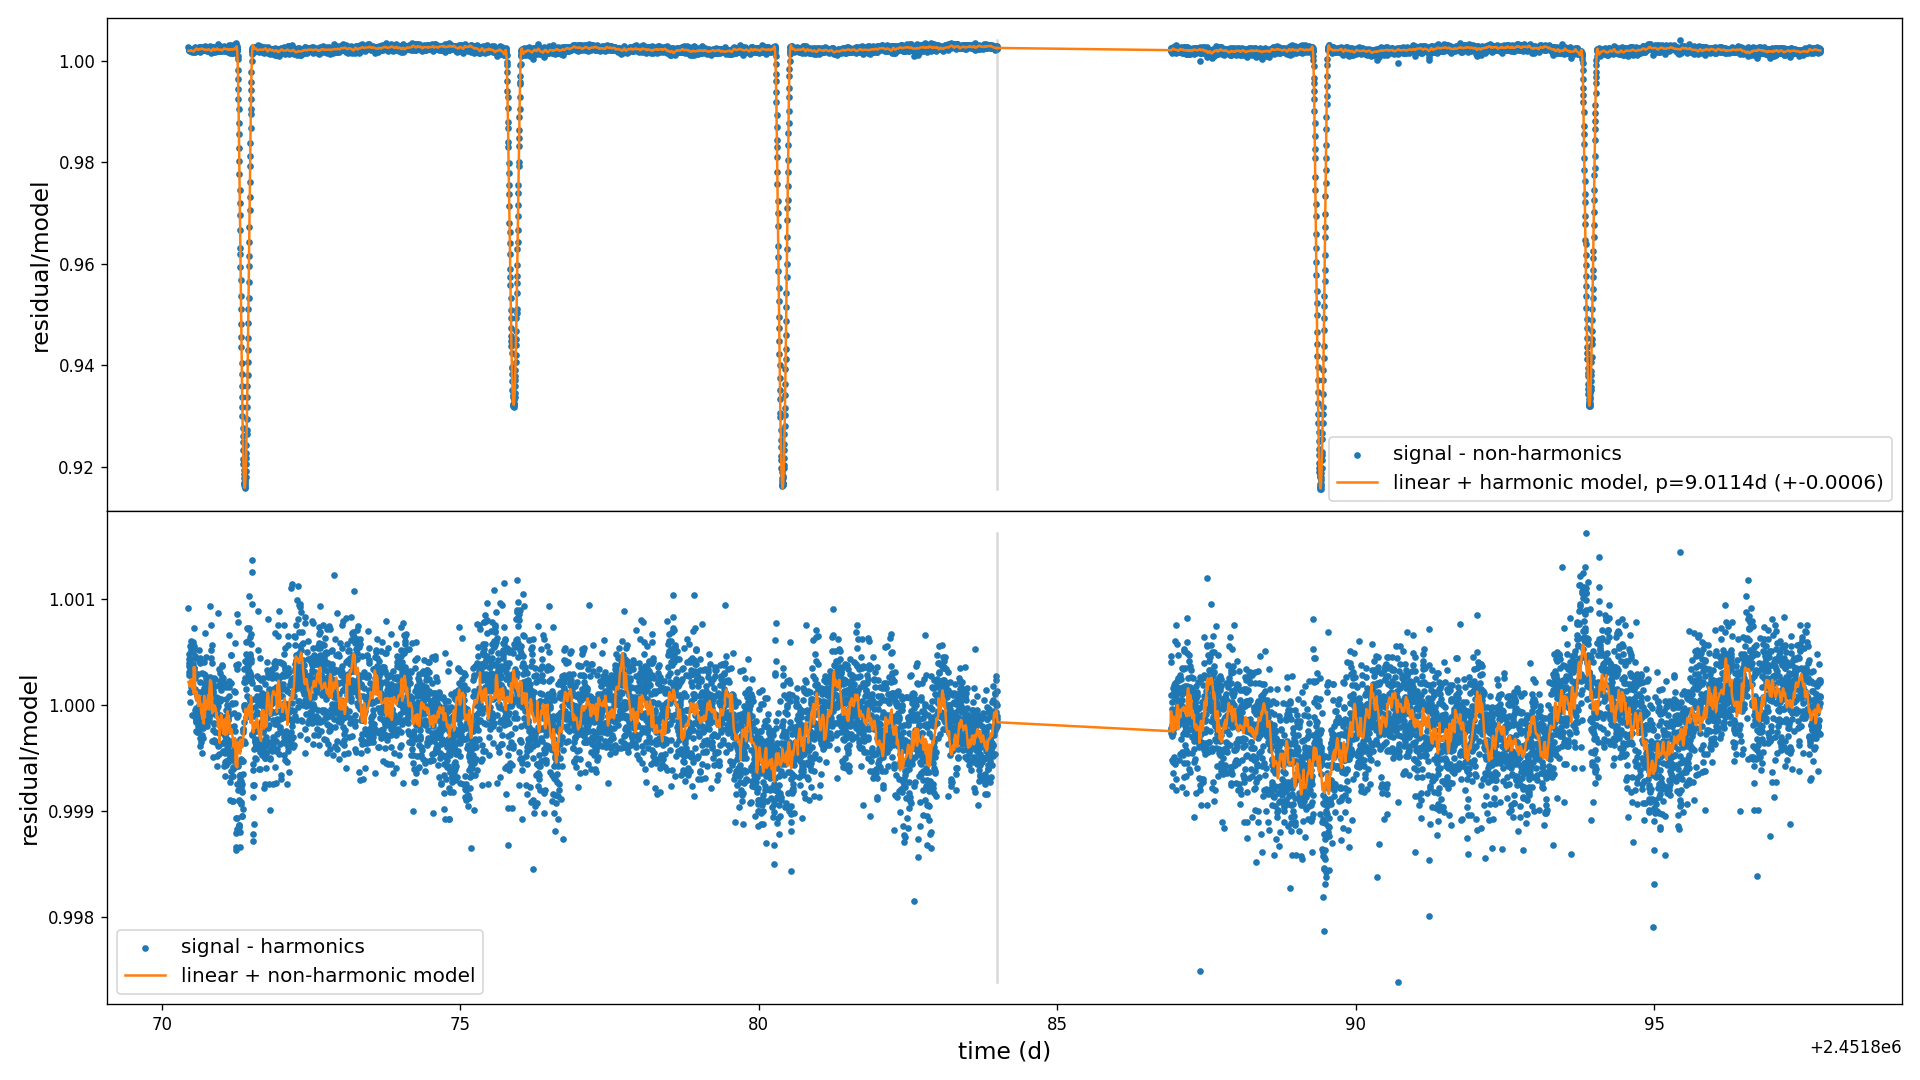 1.00
0.98
0.96
0.94
0.92
residual/model
signal - non-harmonics
linear + harmonic model, p=9.0114d (+-0.0006)
1.001
1.000
0.999
0.998
residual/model
signal - harmonics
linear + non-harmonic model
70
75
80
85
90
95
time (d)
+2.4518e6